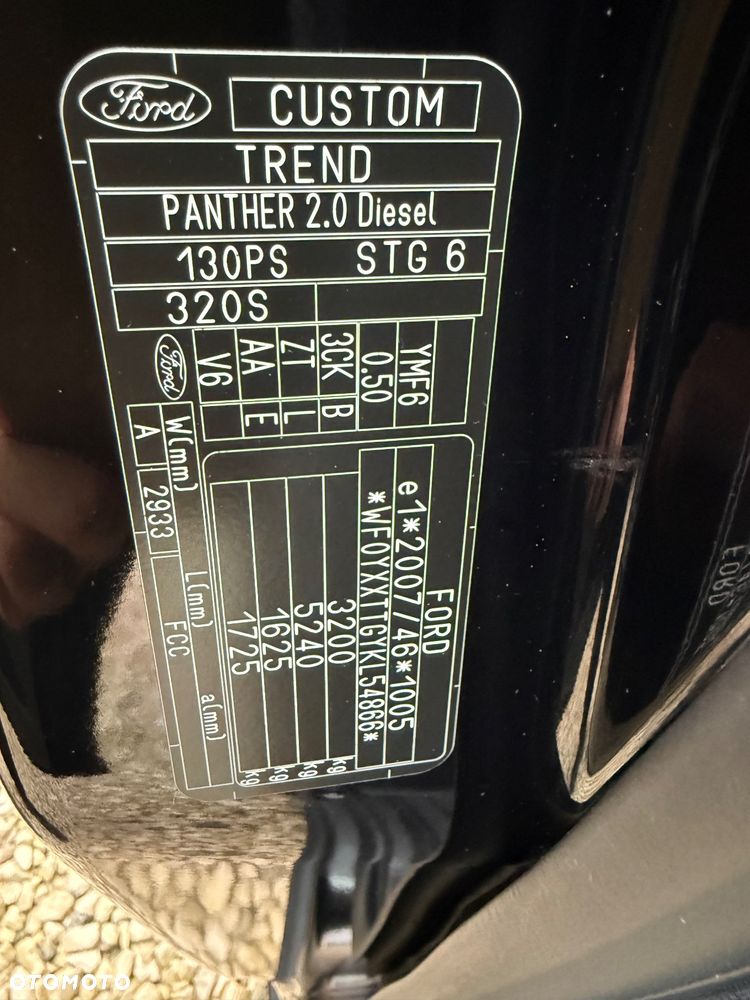 Ford CUSTOM
TREND
PANTHER 2.0 Diesel
130PS STG 6
320S
YMF6
0.50
3CK B
ZT L
AA E
V6
Ford
W(mm) L(mm) a(mm)
A 2933 FCC
FORD
e1*2007/46*1005
*WF0YXXTTGYKL54866*
3200 kg
5240 kg
1625 kg
1725 kg
FORD
OTOMOTO